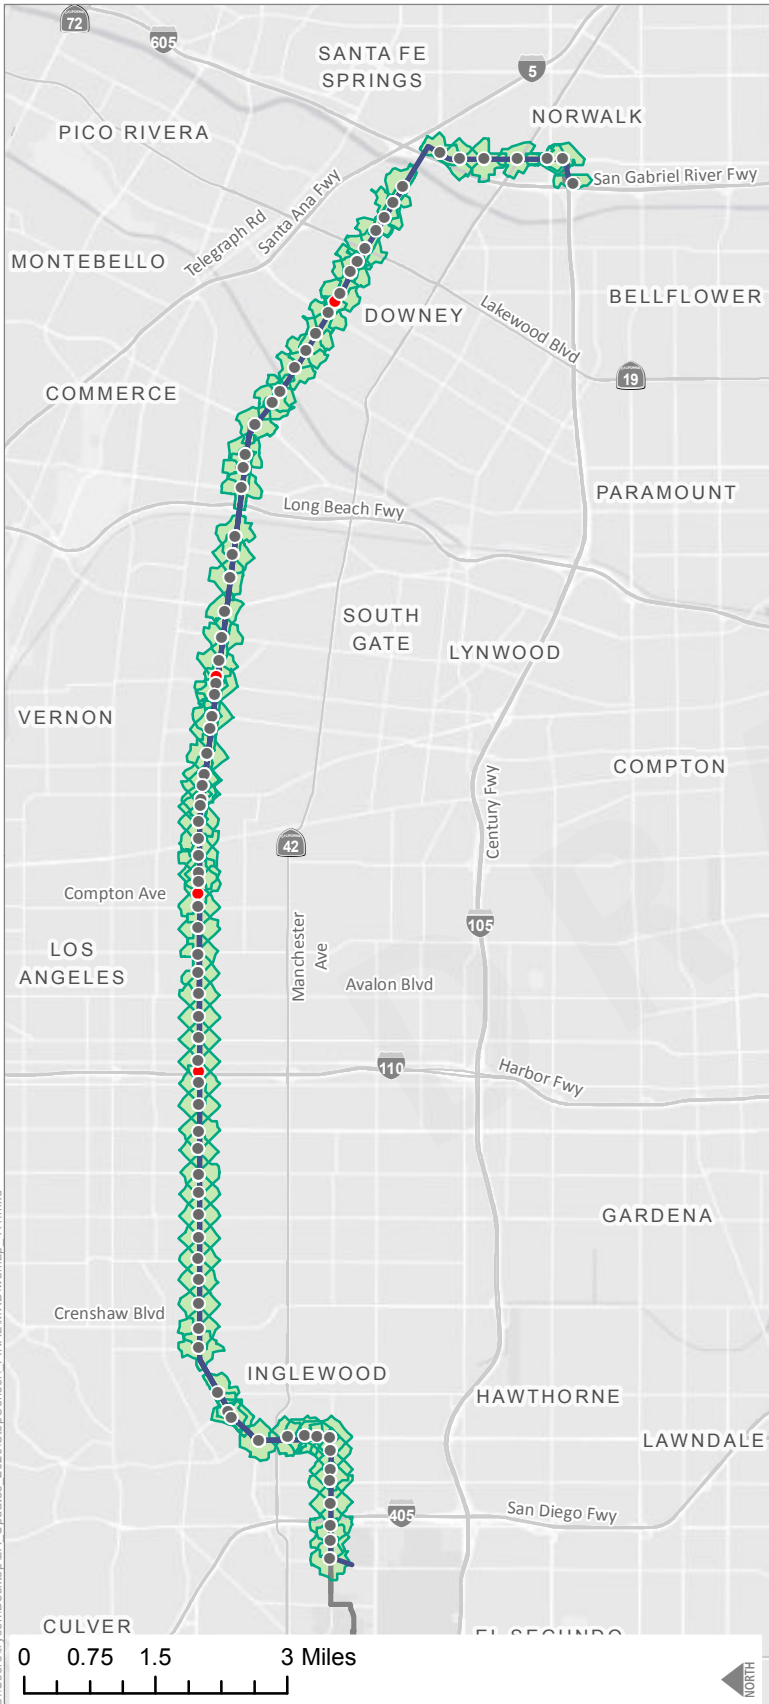 72
605
SANTA FE
SPRINGS
5
NORWALK
PICO RIVERA
San Gabriel River Fwy
Santa Ana Fwy
Telegraph Rd
MONTEBELLO
BELLFLOWER
DOWNEY
Lakewood Blvd
19
COMMERCE
PARAMOUNT
Long Beach Fwy
SOUTH
GATE
LYNWOOD
VERNON
COMPTON
Century Fwy
42
Compton Ave
105
LOS
ANGELES
Manchester
Ave
Avalon Blvd
110
Harbor Fwy
GARDENA
Crenshaw Blvd
INGLEWOOD
HAWTHORNE
LAWNDALE
405
San Diego Fwy
CULVER
EL SEGUNDO
0 0.75 1.5 3 Miles
NORTH